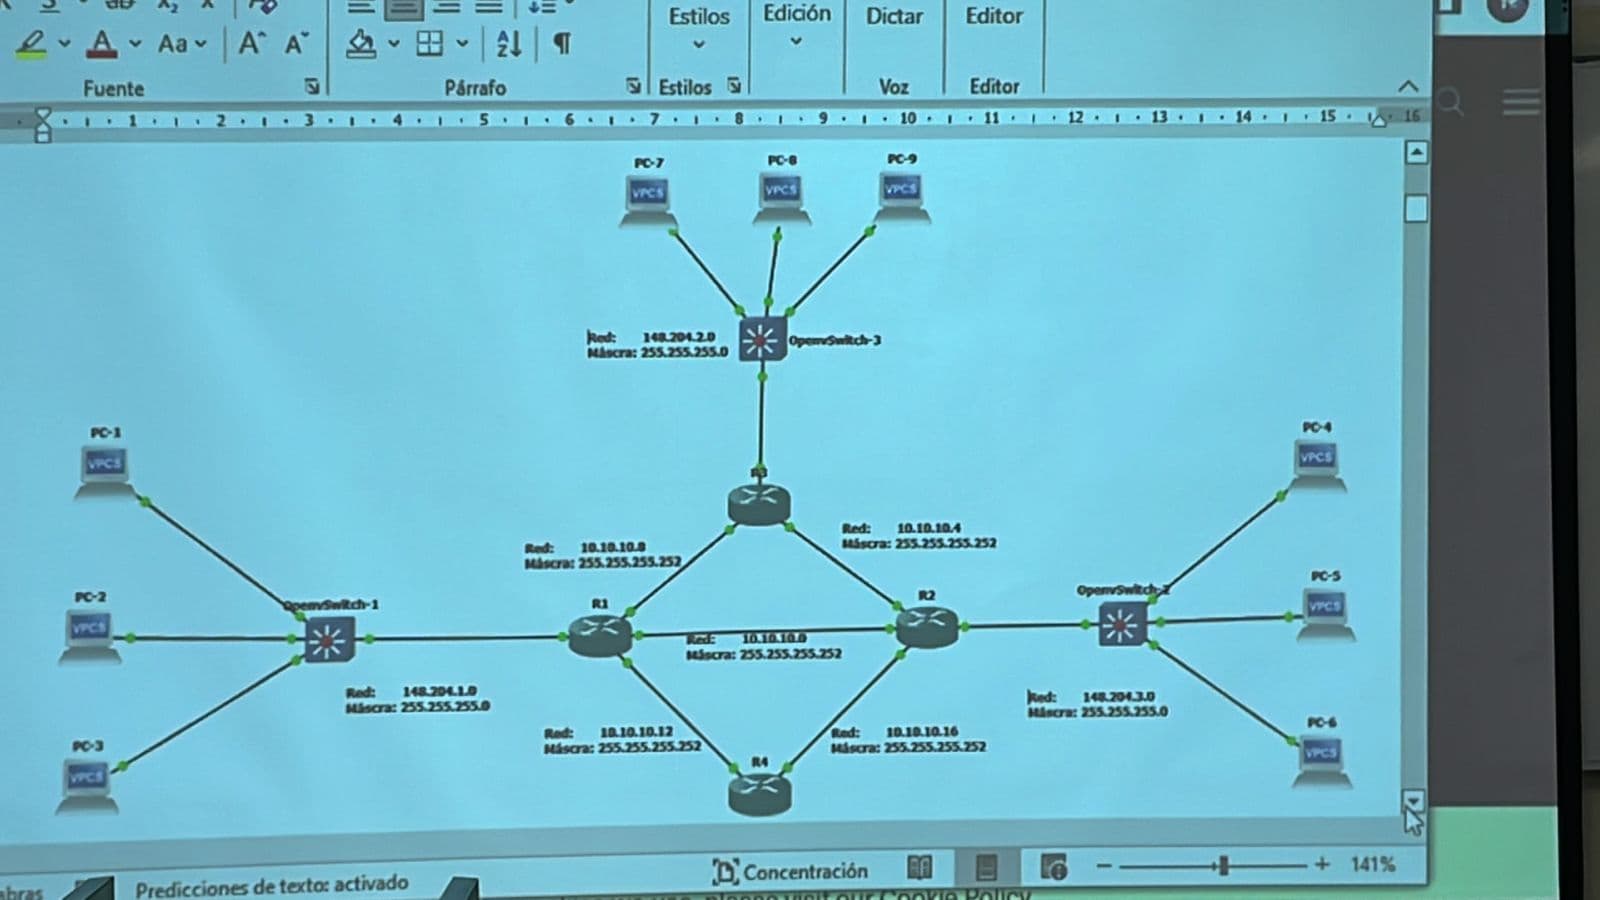 Aa
A
A
Estilos
Edición
Dictar
Editor
Fuente
Párrafo
Estilos
Voz
Editor
1 2 3 4 5 6 7 8 9 10 11 12 13 14 15 16
PC-7
VPCS
PC-8
VPCS
PC-9
VPCS
Red: 148.204.2.0
Máscra: 255.255.255.0
OpenvSwitch-3
PC-1
VPCS
PC-4
VPCS
R3
Red: 10.10.10.8
Máscra: 255.255.255.252
Red: 10.10.10.4
Máscra: 255.255.255.252
PC-2
VPCS
OpenvSwitch-1
R1
R2
OpenvSwitch-2
PC-5
VPCS
Red: 10.10.10.0
Máscra: 255.255.255.252
Red: 148.204.1.0
Máscra: 255.255.255.0
Red: 148.204.3.0
Máscra: 255.255.255.0
PC-3
VPCS
Red: 10.10.10.12
Máscra: 255.255.255.252
Red: 10.10.10.16
Máscra: 255.255.255.252
PC-6
VPCS
R4
Predicciones de texto: activado
Concentración
141%
our Cookie Policy